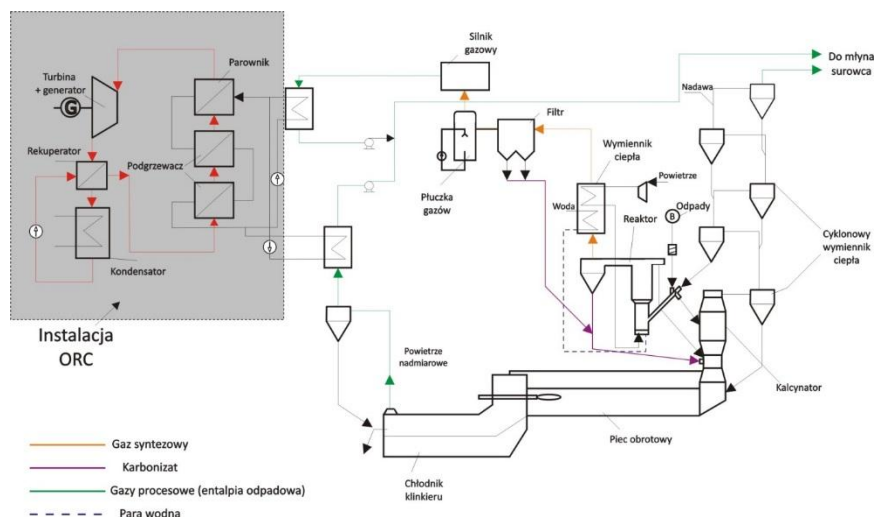 Silnik
gazowy
Do młyna
surowca
Parownik
Turbina
+ generator
G
Nadawa
Filtr
Wymiennik
ciepła
Rekuperator
Podgrzewacz
Płuczka
gazów
Powietrze
Woda
Odpady
B
Reaktor
Cyklonowy
wymiennik
ciepła
Kondensator
Instalacja
ORC
Powietrze
nadmiarowe
Kalcynator
Piec obrotowy
Gaz syntezowy
Karbonizat
Chłodnik
klinkieru
Gazy procesowe (entalpia odpadowa)
Para wodna